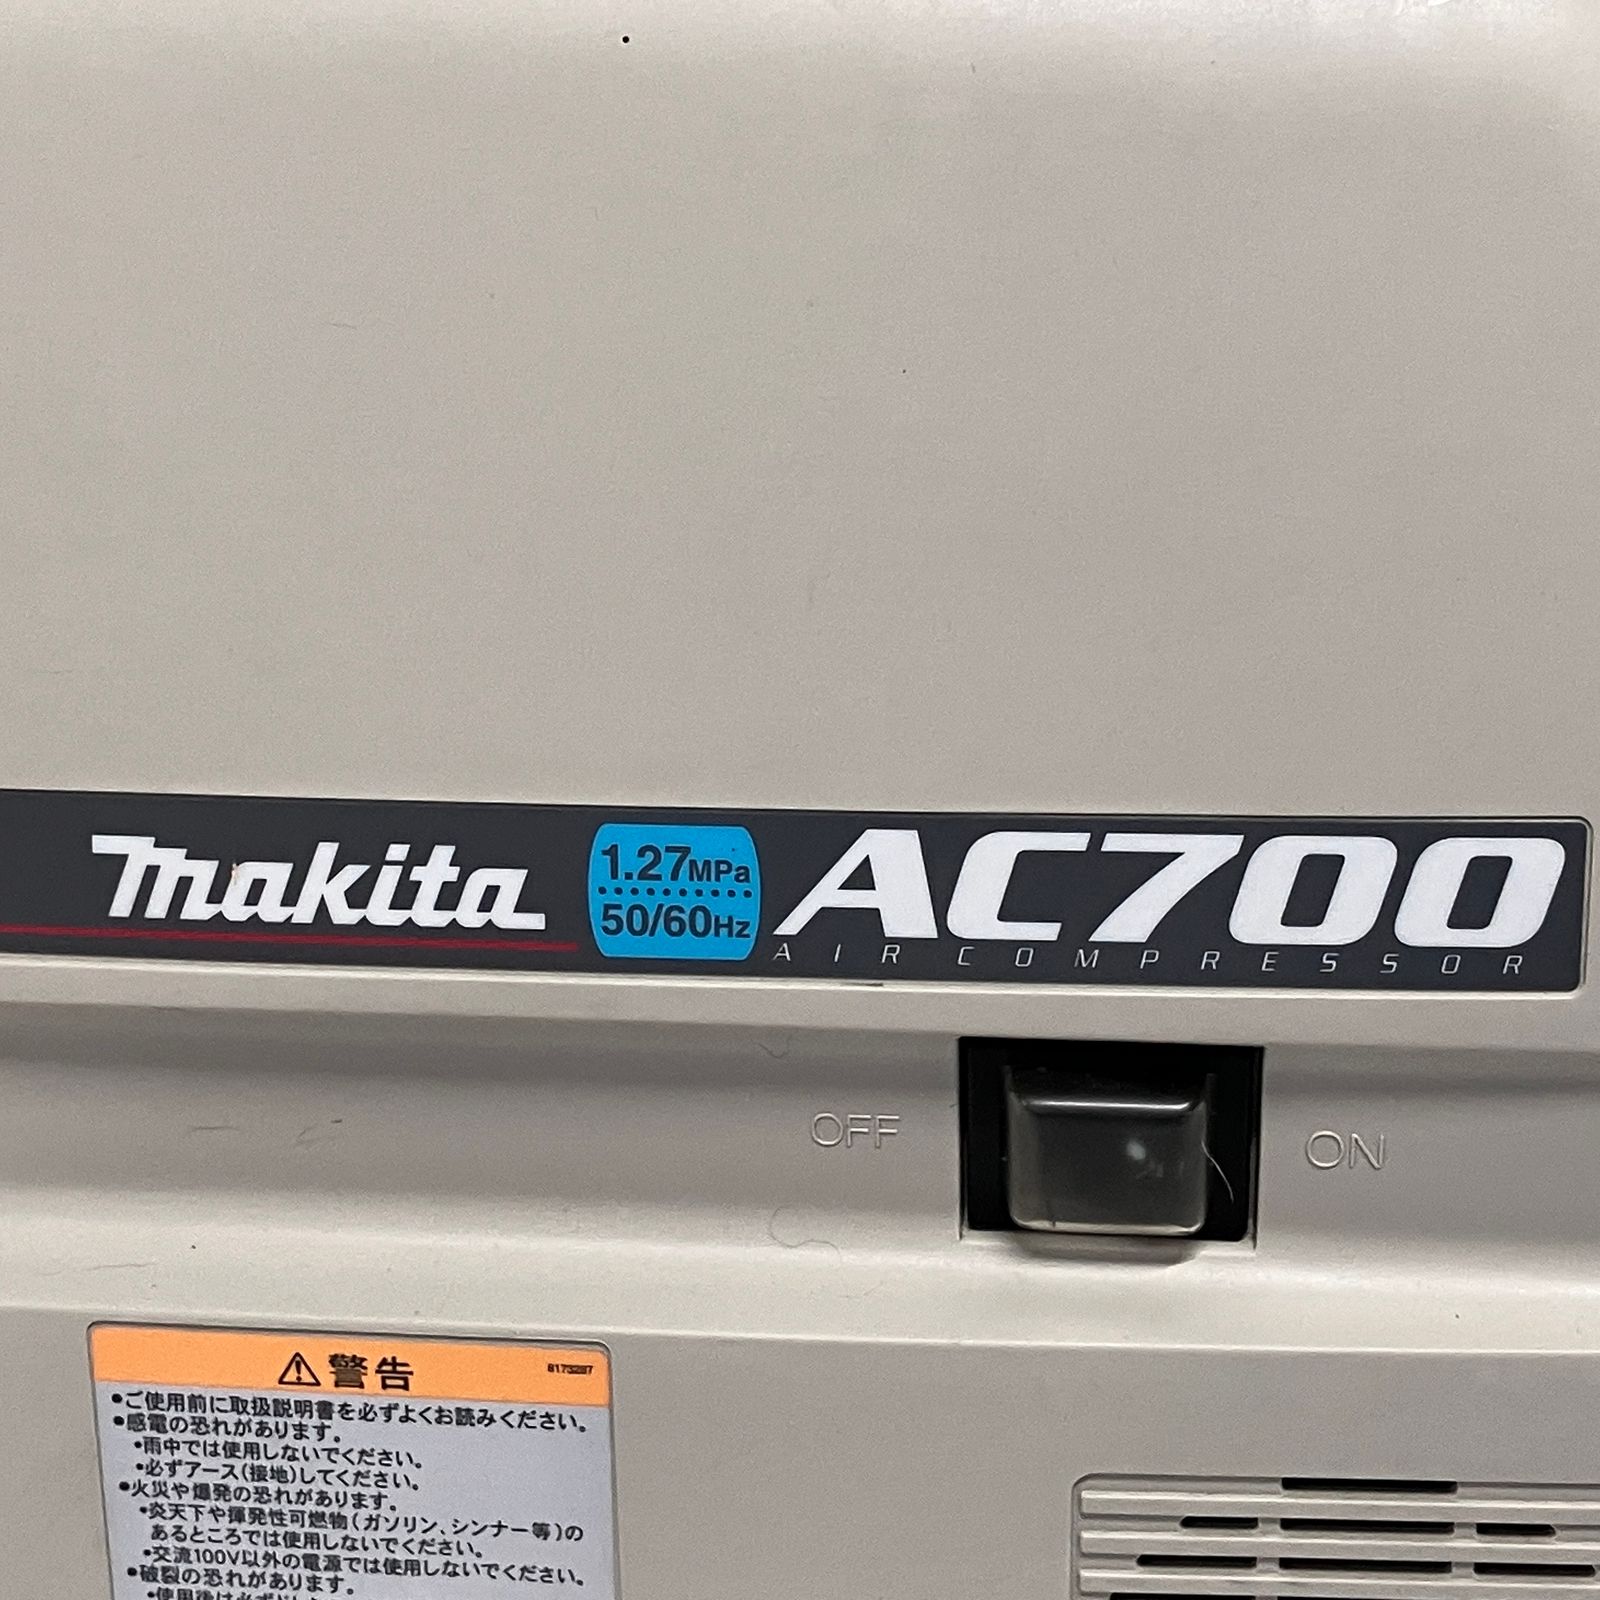 makita
1.27MPa
50/60Hz
AC700
AIR COMPRESSOR
OFF
ON
⚠警告
•ご使用前に取扱説明書を必ずよくお読みください。
•感電の恐れがあります。
•雨中では使用しないでください。
•必ずアース(接地)してください。
•火災や爆発の恐れがあります。
•炎天下や揮発性可燃物(ガソリン、シンナー等)の
あるところでは使用しないでください。
•交流100V以外の電源では使用しないでください。
•破裂の恐れがあります。